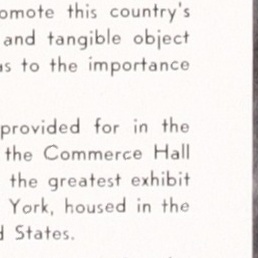 omote this country's
and tangible object
as to the importance
provided for in the
the Commerce Hall
the greatest exhibit
York, housed in the
d States.